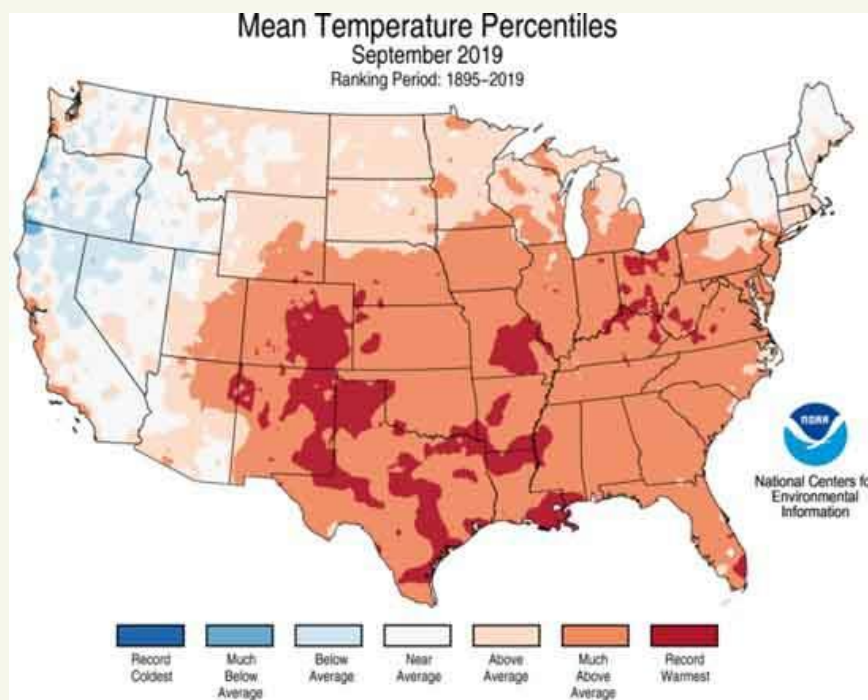 Mean Temperature Percentiles
September 2019
Ranking Period: 1895–2019
NOAA
National Centers for
Environmental
Information
Record
Coldest
Much
Below
Average
Below
Average
Near
Average
Above
Average
Much
Above
Average
Record
Warmest